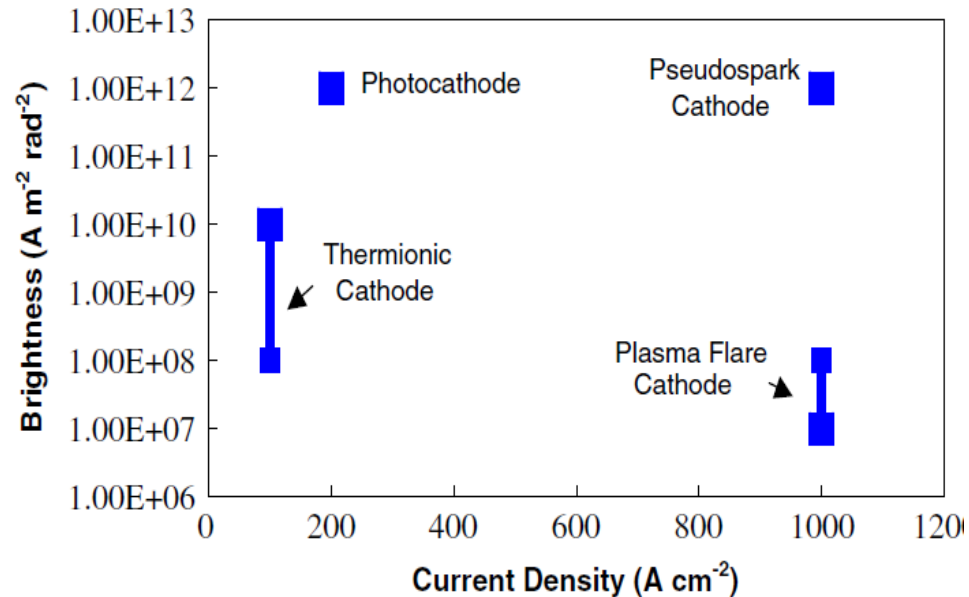 1.00E+13
1.00E+12
1.00E+11
1.00E+10
1.00E+09
1.00E+08
1.00E+07
1.00E+06
Brightness (A m⁻² rad⁻²)
Photocathode
Pseudospark
Cathode
Thermionic
Cathode
Plasma Flare
Cathode
0 200 400 600 800 1000 120
Current Density (A cm⁻²)